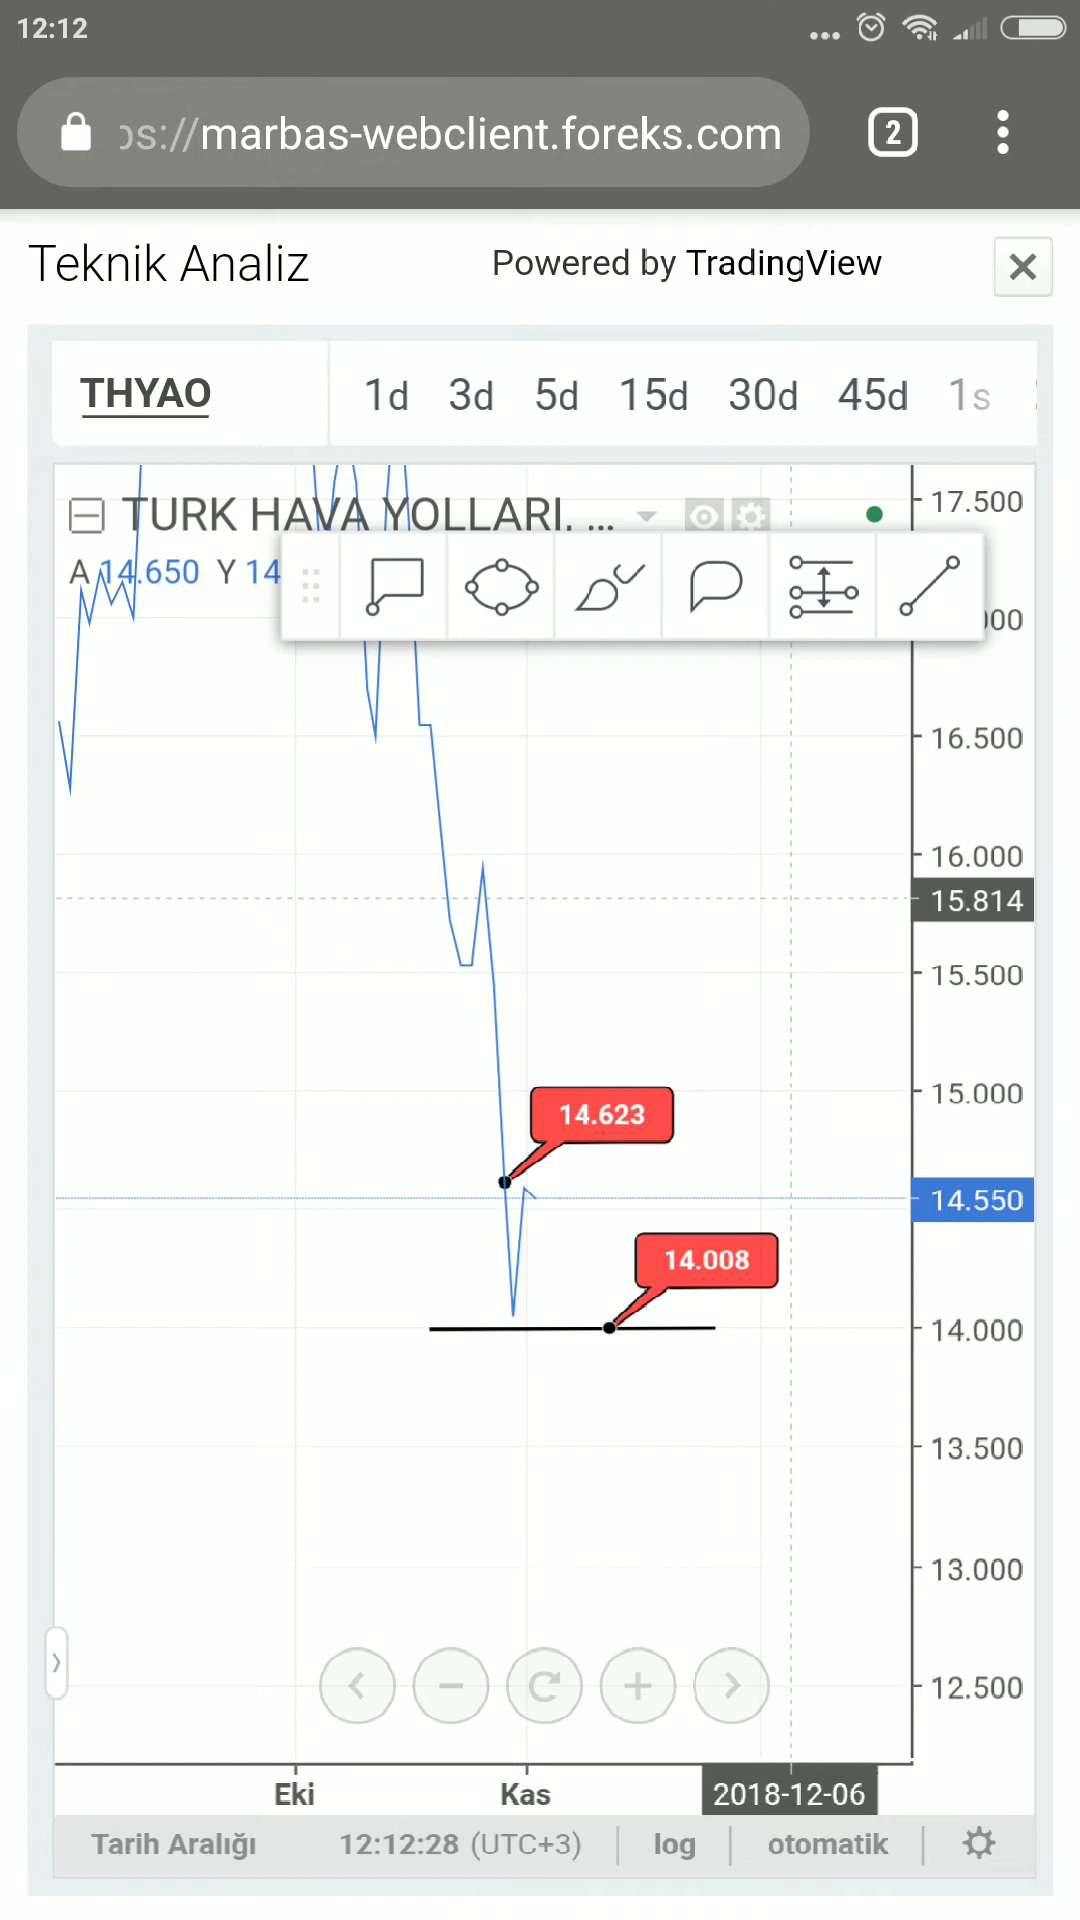 12:12
ps://marbas-webclient.foreks.com
2
Teknik Analiz
Powered by TradingView
THYAO
1d 3d 5d 15d 30d 45d 1s
TURK HAVA YOLLARI. ...
A 14.650 Y 14
17.500
00
16.500
16.000
15.814
15.500
15.000
14.623
14.550
14.008
14.000
13.500
13.000
12.500
Eki Kas 2018-12-06
Tarih Aralığı 12:12:28 (UTC+3) log otomatik